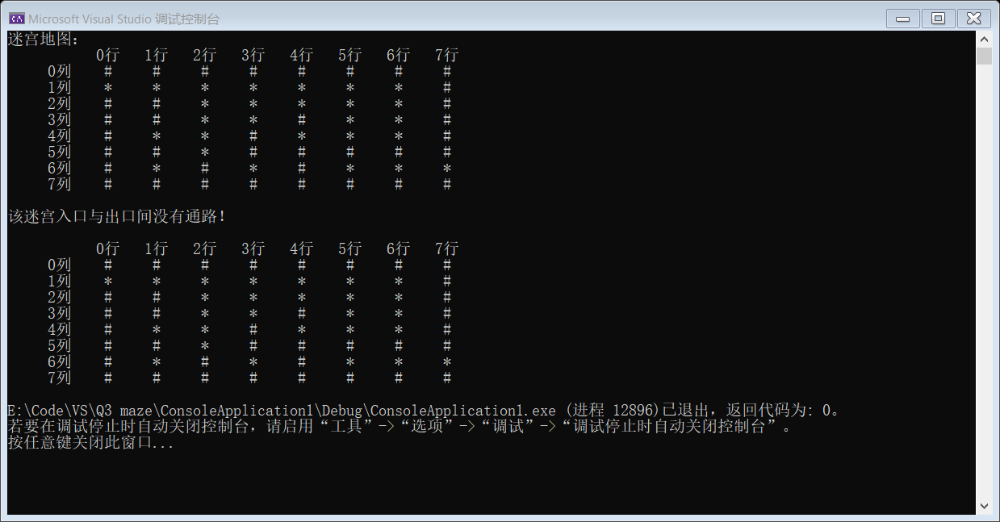 Microsoft Visual Studio 调试控制台
迷宫地图：
0行 1行 2行 3行 4行 5行 6行 7行
0列 # # # # # # # #
1列 * * * * * * * #
2列 # # * * * * * #
3列 # # * * # * * #
4列 # * * # * * * #
5列 # # * # # # # #
6列 # * # * # * * *
7列 # # # # # # # #
该迷宫入口与出口间没有通路！
0行 1行 2行 3行 4行 5行 6行 7行
0列 # # # # # # # #
1列 * * * * * * * #
2列 # # * * * * * #
3列 # # * * # * * #
4列 # * * # * * * #
5列 # # * # # # # #
6列 # * # * # * * *
7列 # # # # # # # #
E:\Code\VS\Q3 maze\ConsoleApplication1\Debug\ConsoleApplication1.exe (进程 12896)已退出，返回代码为: 0。
若要在调试停止时自动关闭控制台，请启用“工具”->“选项”->“调试”->“调试停止时自动关闭控制台”。
按任意键关闭此窗口...